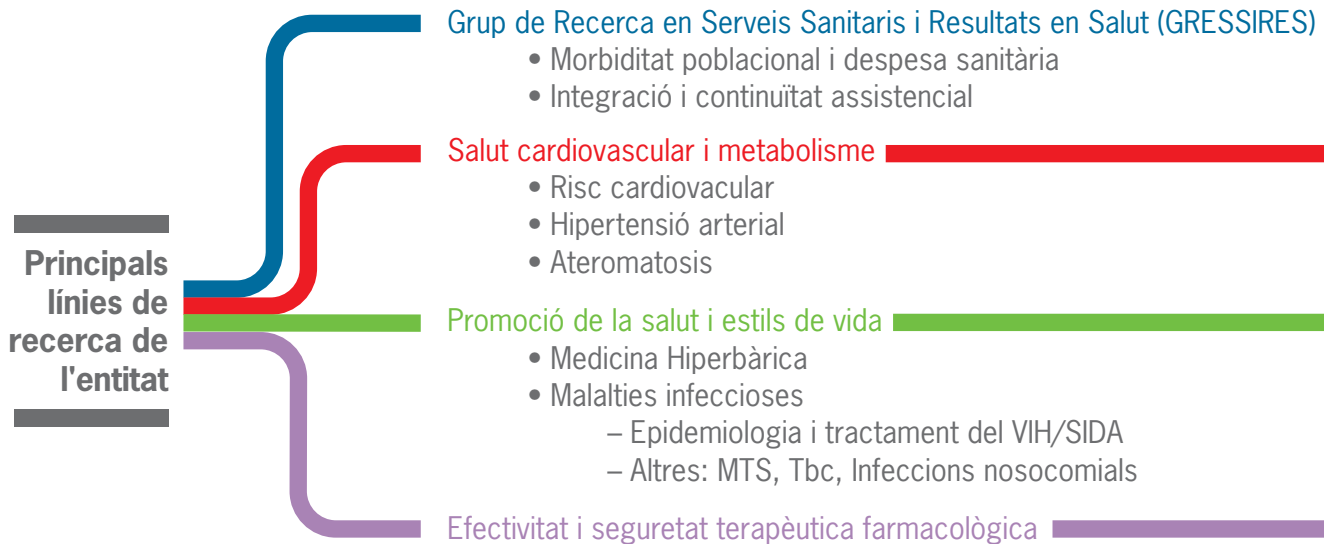 Principals
línies de
recerca de
l'entitat
Grup de Recerca en Serveis Sanitaris i Resultats en Salut (GRESSIRES)
• Morbiditat poblacional i despesa sanitària
• Integració i continuïtat assistencial
Salut cardiovascular i metabolisme
• Risc cardiovacular
• Hipertensió arterial
• Ateromatosis
Promoció de la salut i estils de vida
• Medicina Hiperbàrica
• Malalties infeccioses
– Epidemiologia i tractament del VIH/SIDA
– Altres: MTS, Tbc, Infeccions nosocomials
Efectivitat i seguretat terapèutica farmacològica